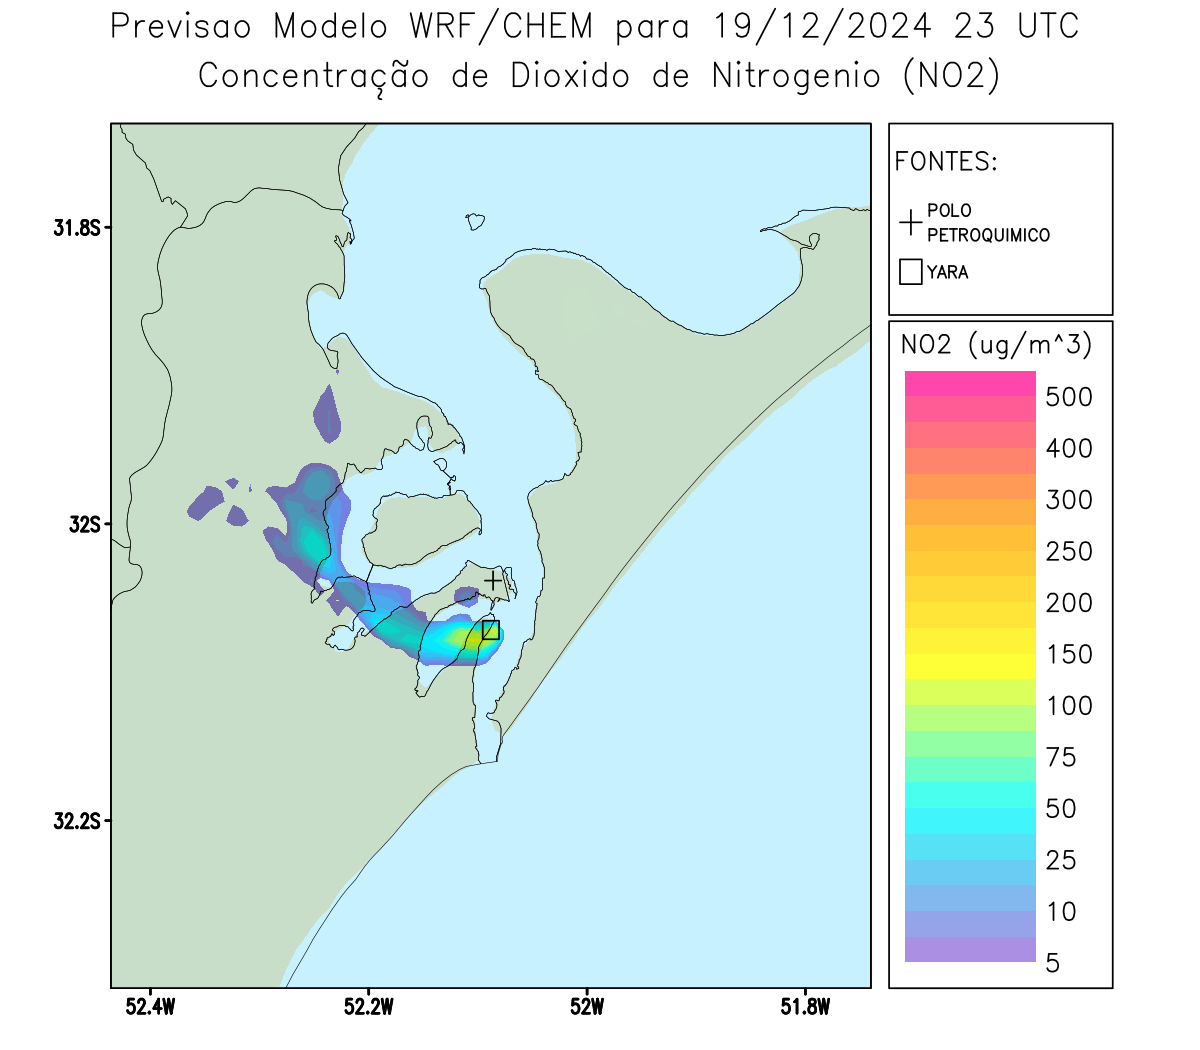 Previsao Modelo WRF/CHEM para 19/12/2024 23 UTC
Concentração de Dioxido de Nitrogenio (NO2)
FONTES:
POLO
PETROQUIMICO
YARA
NO2 (ug/m^3)
500
400
300
250
200
150
100
75
50
25
10
5
31.8S
32S
32.2S
52.4W
52.2W
52W
51.8W